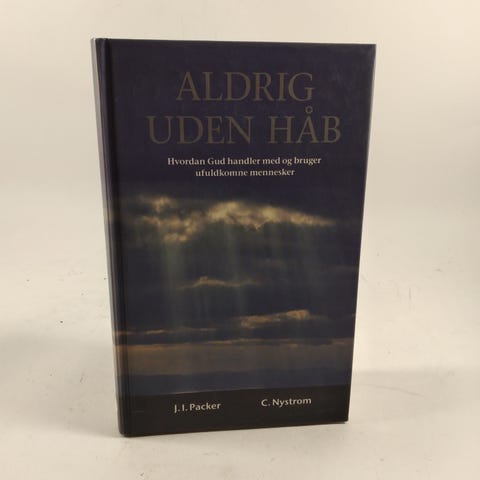 ALDRIG
UDEN HÅB
Hvordan Gud handler med og bruger
ufuldkomne mennesker
J. I. Packer C. Nystrom